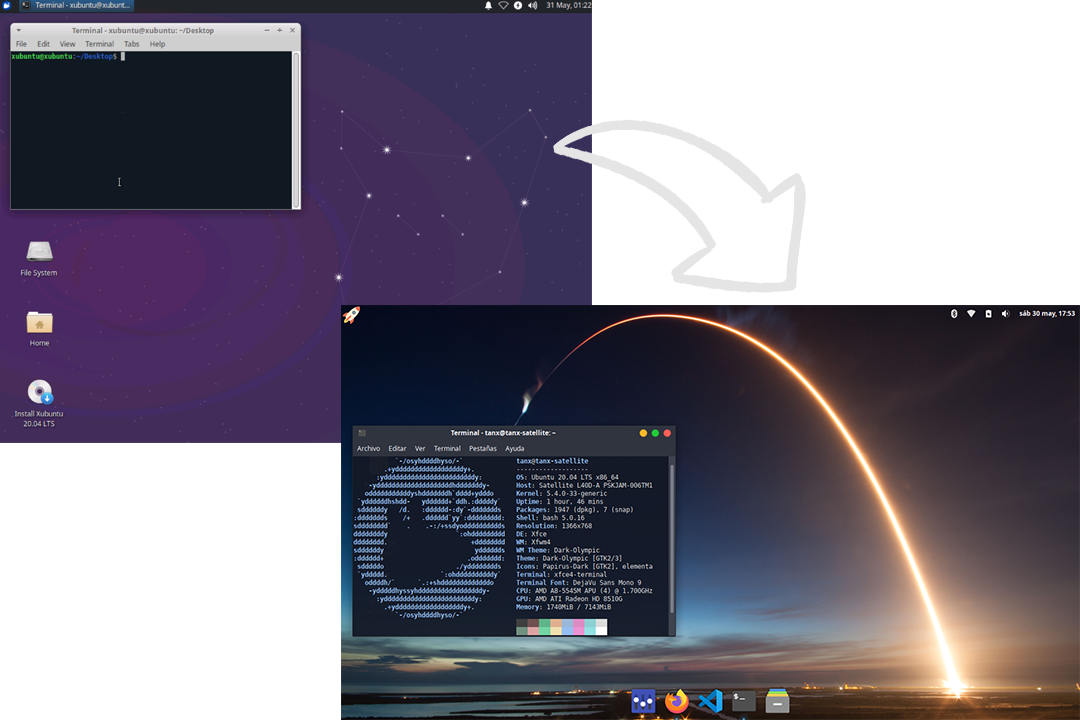 Terminal - xubuntu@xubunt...
31 May, 01:22
Terminal - xubuntu@xubuntu: ~/Desktop
File Edit View Terminal Tabs Help
xubuntu@xubuntu:~/Desktop$
File System
Home
Install Xubuntu
20.04 LTS
sáb 30 may, 17:53
Terminal - tanx@tanx-satellite: ~
Archivo Editar Ver Terminal Pestañas Ayuda
tanx@tanx-satellite
-------------------
OS: Ubuntu 20.04 LTS x86_64
Host: Satellite L40D-A PSKJAM-006TM1
Kernel: 5.4.0-33-generic
Uptime: 1 hour, 46 mins
Packages: 1947 (dpkg), 7 (snap)
Shell: bash 5.0.16
Resolution: 1366x768
DE: Xfce
WM: Xfwm4
WM Theme: Dark-Olympic
Theme: Dark-Olympic [GTK2/3]
Icons: Papirus-Dark [GTK2], elementa
Terminal: xfce4-terminal
Terminal Font: DejaVu Sans Mono 9
CPU: AMD A8-5545M APU (4) @ 1.700GHz
GPU: AMD ATI Radeon HD 8510G
Memory: 1740MiB / 7143MiB